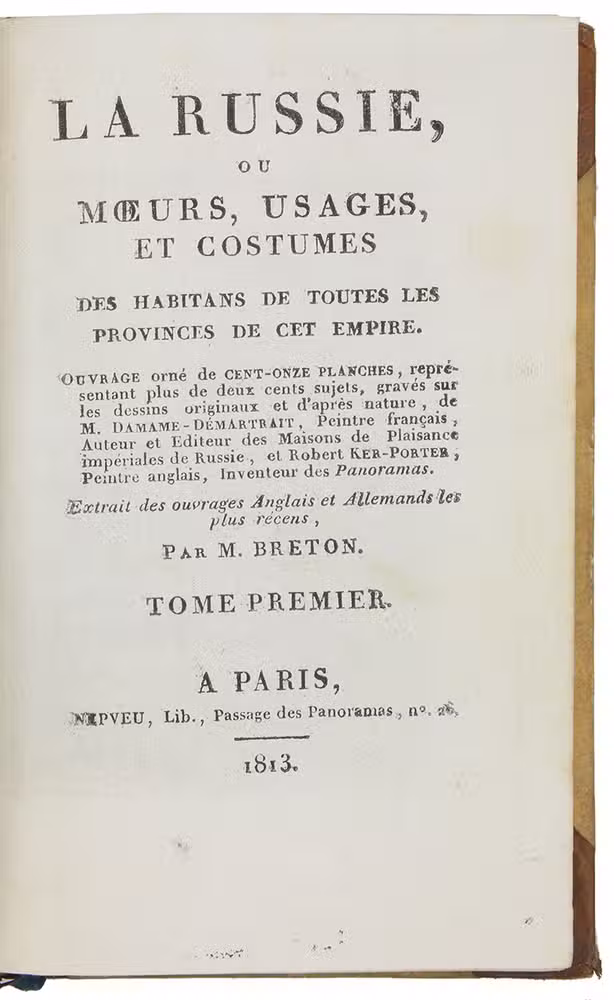 LA RUSSIE,
OU
MŒURS, USAGES,
ET COSTUMES
DES HABITANS DE TOUTES LES
PROVINCES DE CET EMPIRE.
OUVRAGE orné de CENT-ONZE PLANCHES, repré-
sentant plus de deux cents sujets, gravés sur
les dessins originaux et d'après nature, de
M. DAMAME-DÉMARTRAIT, Peintre français,
Auteur et Editeur des Maisons de Plaisance
impériales de Russie, et Robert KER-PORTER,
Peintre anglais, Inventeur des Panoramas.
Extrait des ouvrages Anglais et Allemands les
plus récens,
PAR M. BRETON.
TOME PREMIER.
A PARIS,
NEPVEU, Lib., Passage des Panoramas, nº. 26.
1813.